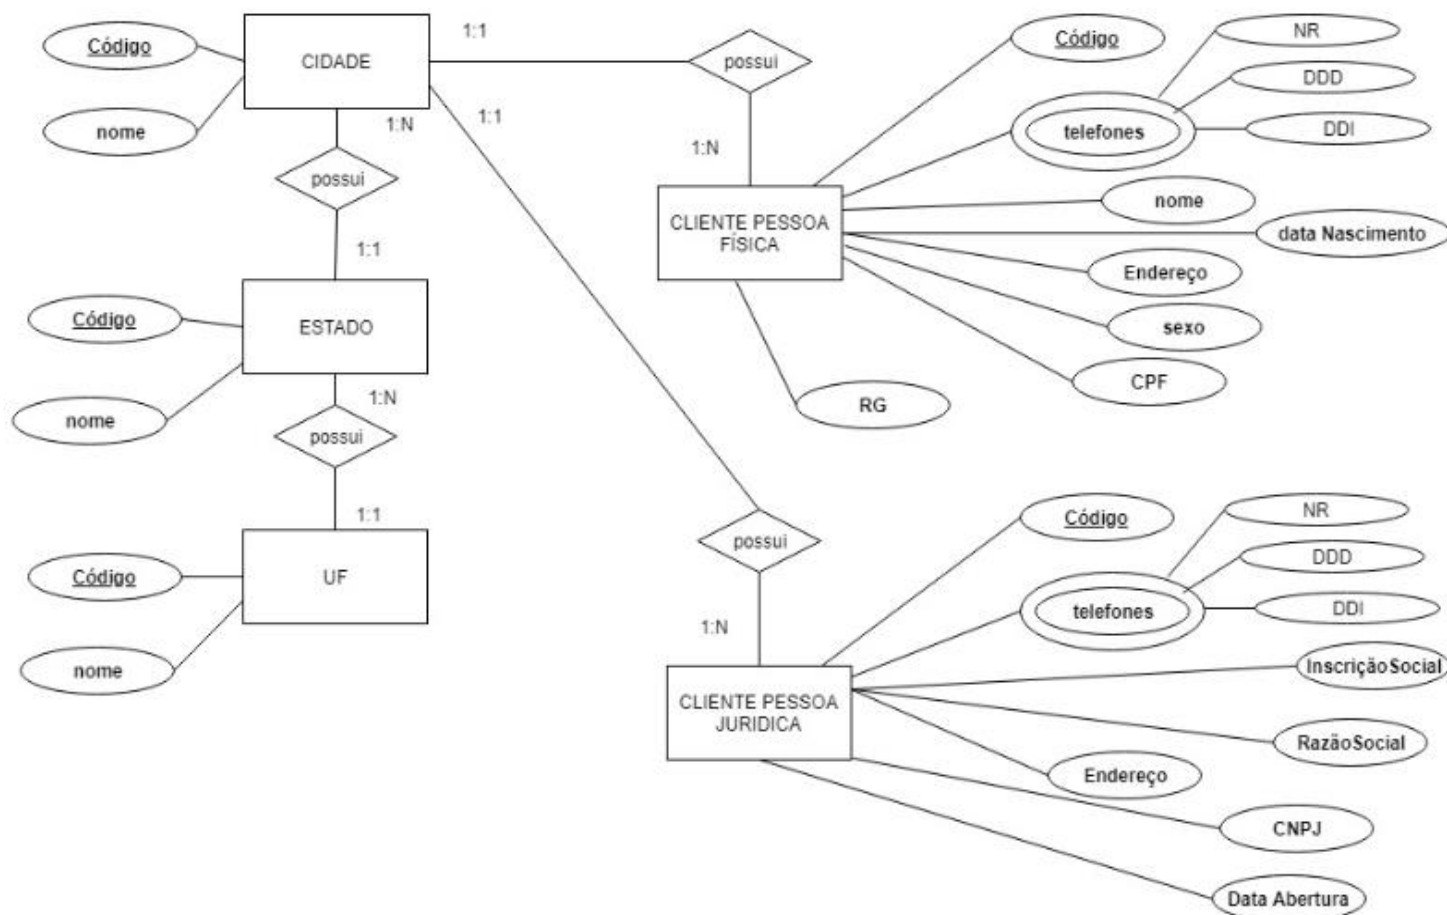 Código
CIDADE
nome
1:1
possui
1:N
1:1
possui
1:1
Código
ESTADO
nome
1:N
possui
1:1
Código
UF
nome
1:N
Código
NR
DDD
telefones
DDI
CLIENTE PESSOA
FÍSICA
nome
data Nascimento
Endereço
sexo
CPF
RG
possui
1:N
Código
NR
DDD
telefones
DDI
CLIENTE PESSOA
JURIDICA
InscriçãoSocial
RazãoSocial
Endereço
CNPJ
Data Abertura